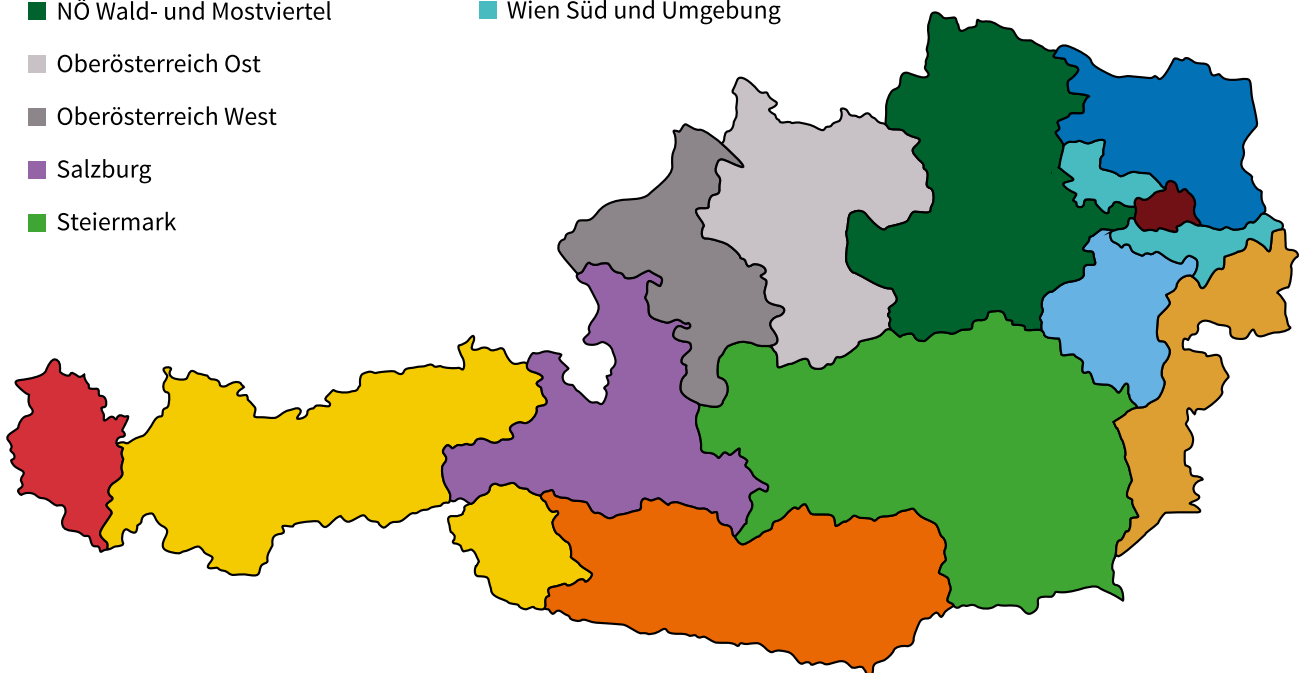 NÖ Wald- und Mostviertel
Wien Süd und Umgebung
Oberösterreich Ost
Oberösterreich West
Salzburg
Steiermark